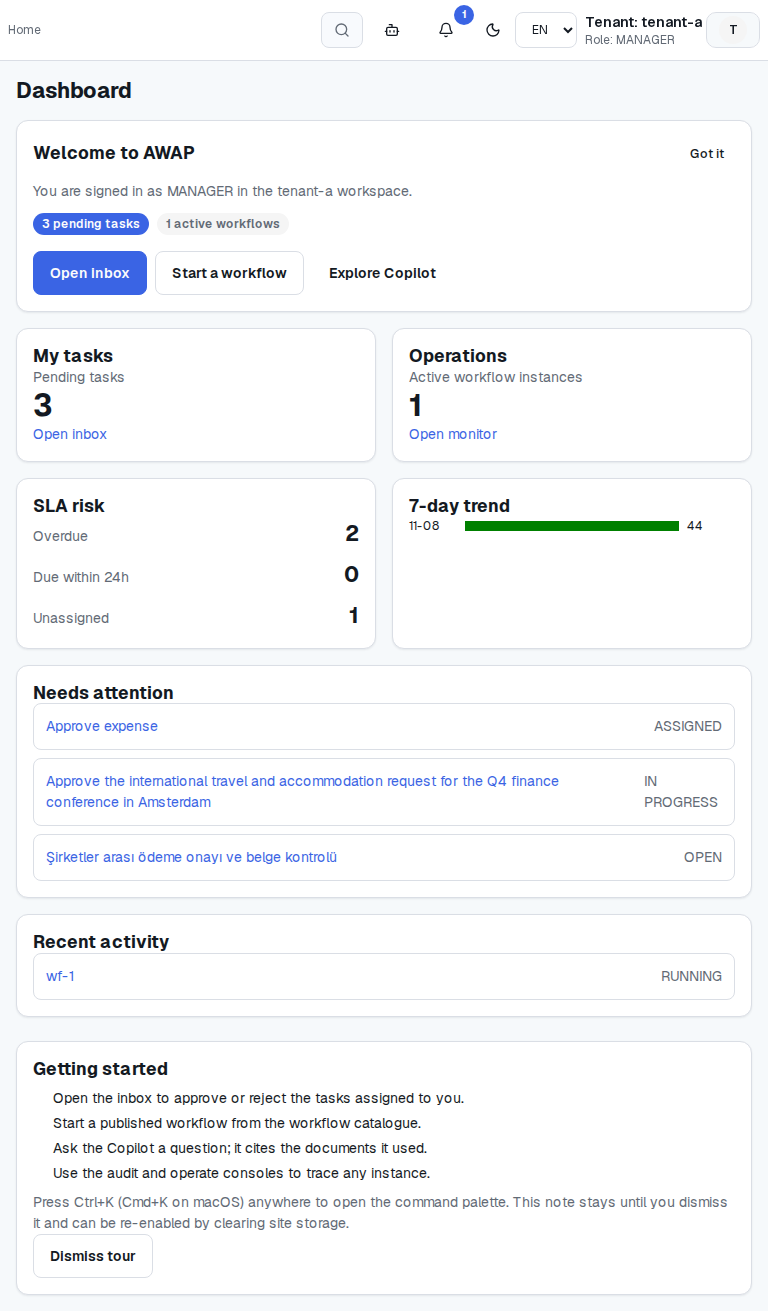 Home
1
EN
Tenant: tenant-a
Role: MANAGER
T
Dashboard
Welcome to AWAP
Got it
You are signed in as MANAGER in the tenant-a workspace.
3 pending tasks
1 active workflows
Open inbox
Start a workflow
Explore Copilot
My tasks
Pending tasks
3
Open inbox
Operations
Active workflow instances
1
Open monitor
SLA risk
Overdue
2
Due within 24h
0
Unassigned
1
7-day trend
11-08
44
Needs attention
Approve expense
ASSIGNED
Approve the international travel and accommodation request for the Q4 finance
conference in Amsterdam
IN
PROGRESS
Şirketler arası ödeme onayı ve belge kontrolü
OPEN
Recent activity
wf-1
RUNNING
Getting started
Open the inbox to approve or reject the tasks assigned to you.
Start a published workflow from the workflow catalogue.
Ask the Copilot a question; it cites the documents it used.
Use the audit and operate consoles to trace any instance.
Press Ctrl+K (Cmd+K on macOS) anywhere to open the command palette. This note stays until you dismiss
it and can be re-enabled by clearing site storage.
Dismiss tour